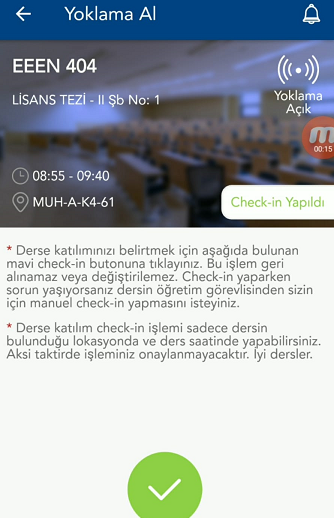 Yoklama Al
EEEN 404
LİSANS TEZİ - II Şb No: 1
Yoklama
Açık
00:15
08:55 - 09:40
MUH-A-K4-61
Check-in Yapıldı
* Derse katılımınızı belirtmek için aşağıda bulunan
mavi check-in butonuna tıklayınız. Bu işlem geri
alınamaz veya değiştirilemez. Check-in yaparken
sorun yaşıyorsanız dersin öğretim görevlisinden sizin
için manuel check-in yapmasını isteyiniz.
* Derse katılım check-in işlemi sadece dersin
bulunduğu lokasyonda ve ders saatinde yapabilirsiniz.
Aksi taktirde işleminiz onaylanmayacaktır. İyi dersler.